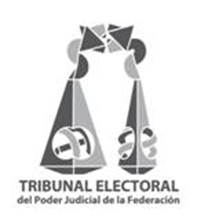 TRIBUNAL ELECTORAL
del Poder Judicial de la Federación